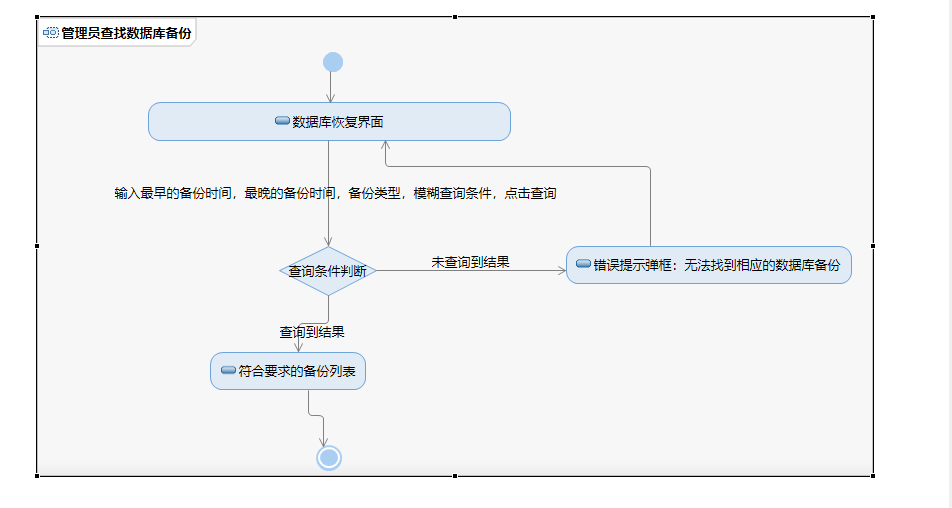 管理员查找数据库备份
数据库恢复界面
输入最早的备份时间，最晚的备份时间，备份类型，模糊查询条件，点击查询
未查询到结果
错误提示弹框：无法找到相应的数据库备份
查询条件判断
查询到结果
符合要求的备份列表